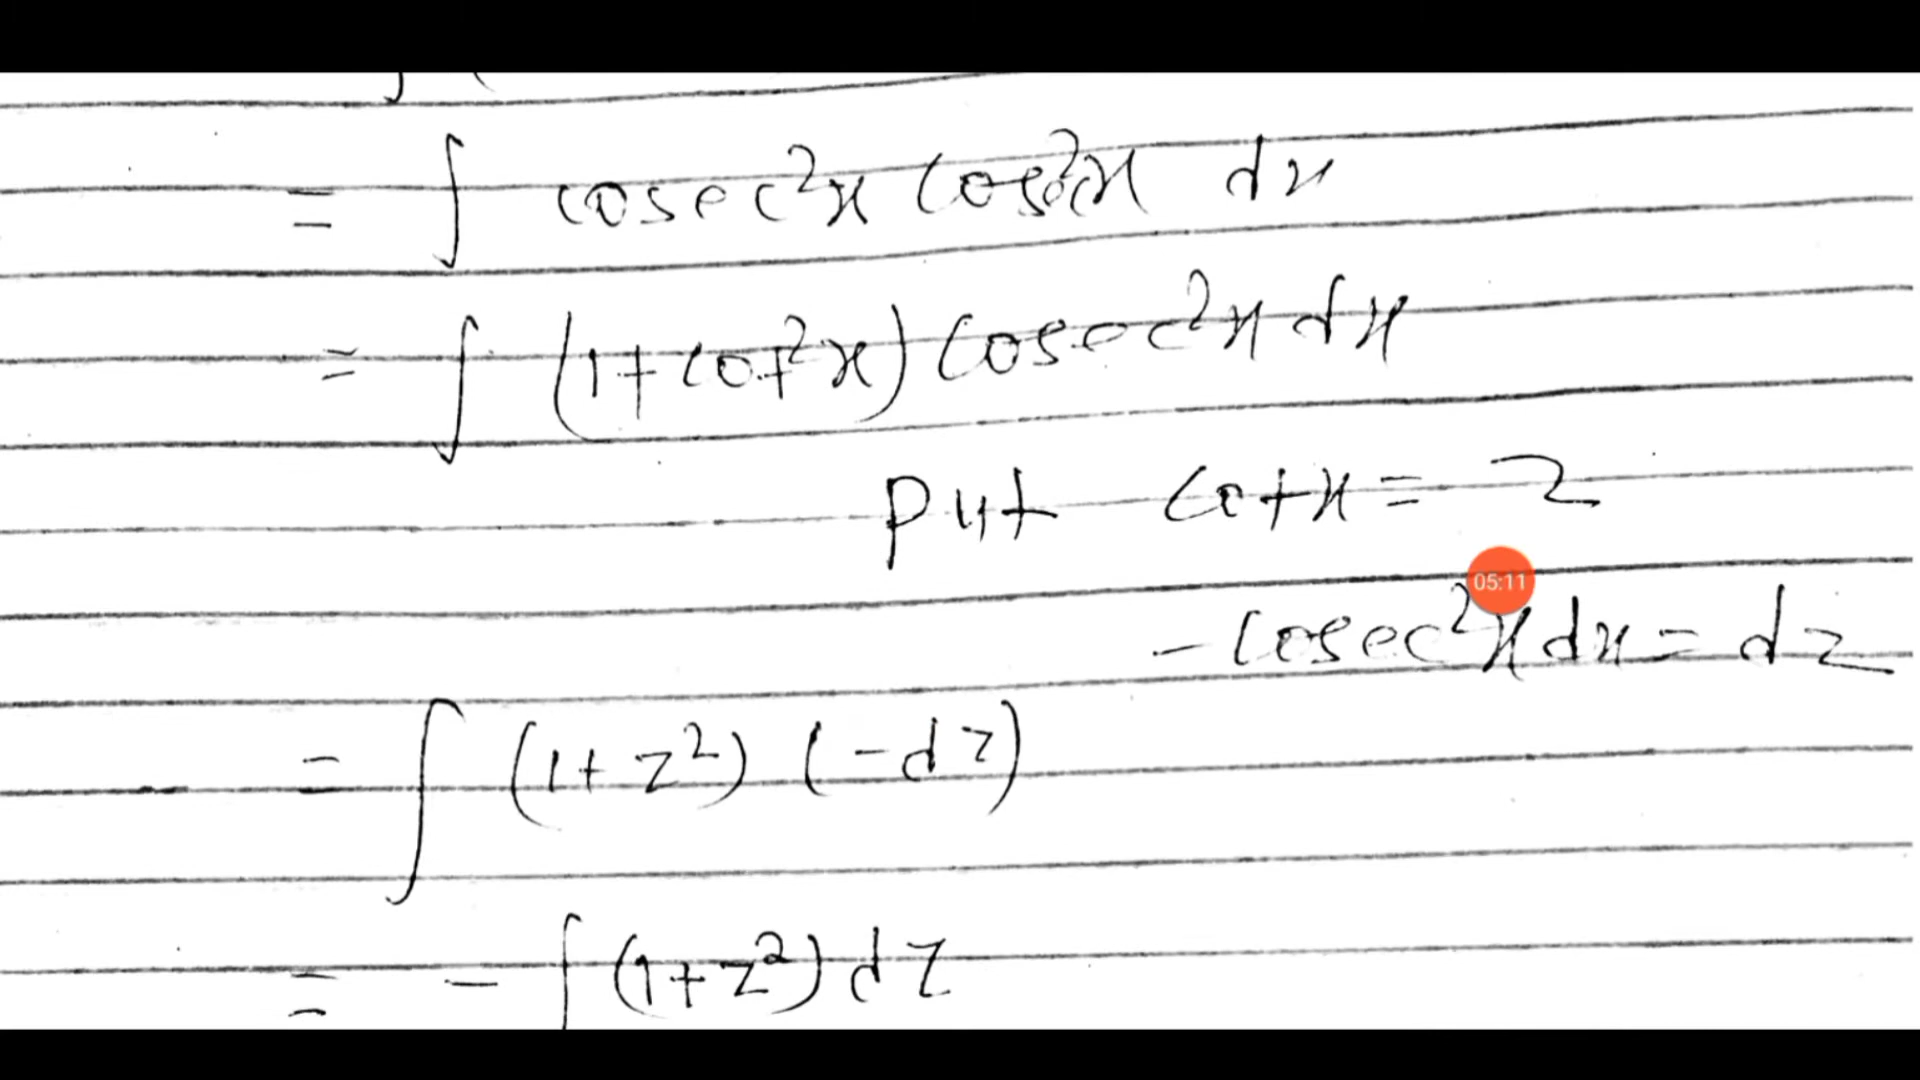 = ∫ cosec²x cosec²x dx
= ∫ (1+cot²x) cosec²x dx
put cotx = z
05:11
-cosec²x dx = dz
= ∫ (1+z²) (-dz)
= - ∫ (1+z²) dz